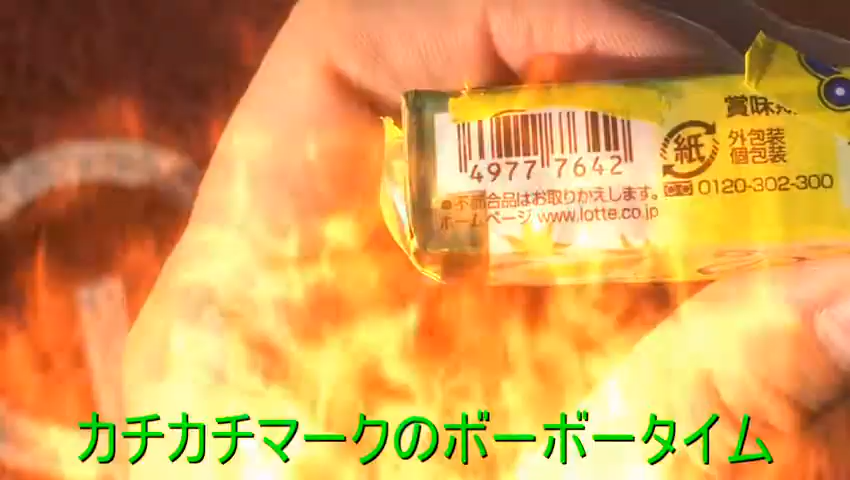 賞味
4977 7642
紙
外包装
個包装
●不都合品はお取りかえします。
0120-302-300
ホームページ www.lotte.co.jp
カチカチマークのボーボータイム